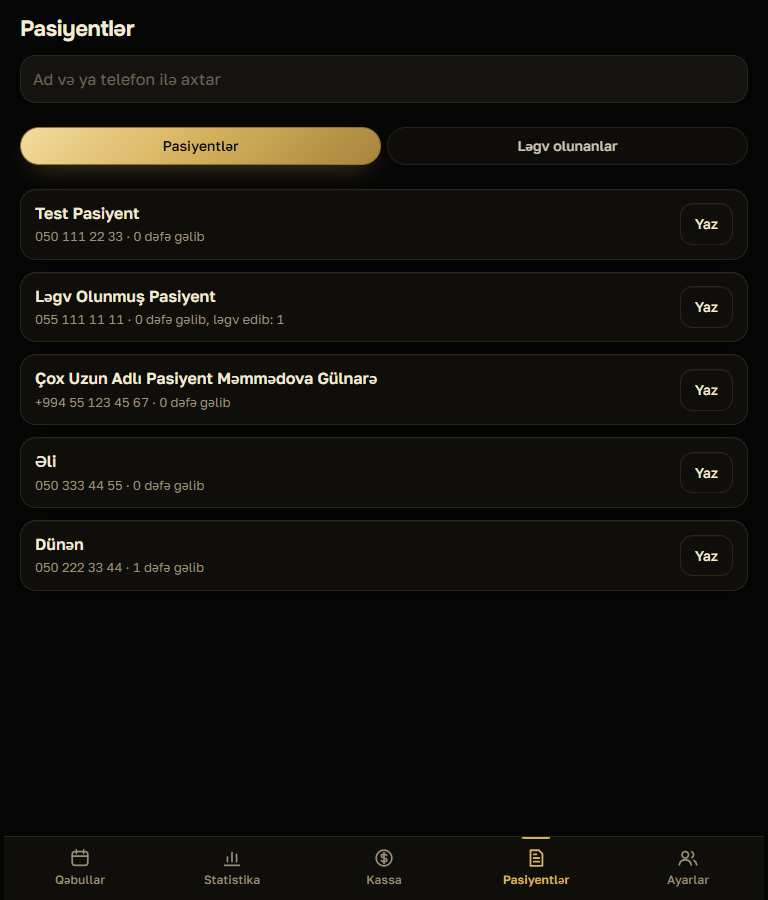 Pasiyentlər
Ad və ya telefon ilə axtar
Pasiyentlər
Ləgv olunanlar
Test Pasiyent
050 111 22 33 · 0 dəfə gəlib
Yaz
Ləgv Olunmuş Pasiyent
055 111 11 11 · 0 dəfə gəlib, ləgv edib: 1
Yaz
Çox Uzun Adlı Pasiyent Məmmədova Gülnarə
+994 55 123 45 67 · 0 dəfə gəlib
Yaz
Əli
050 333 44 55 · 0 dəfə gəlib
Yaz
Dünən
050 222 33 44 · 1 dəfə gəlib
Yaz
Qəbullar
Statistika
Kassa
Pasiyentlər
Ayarlar